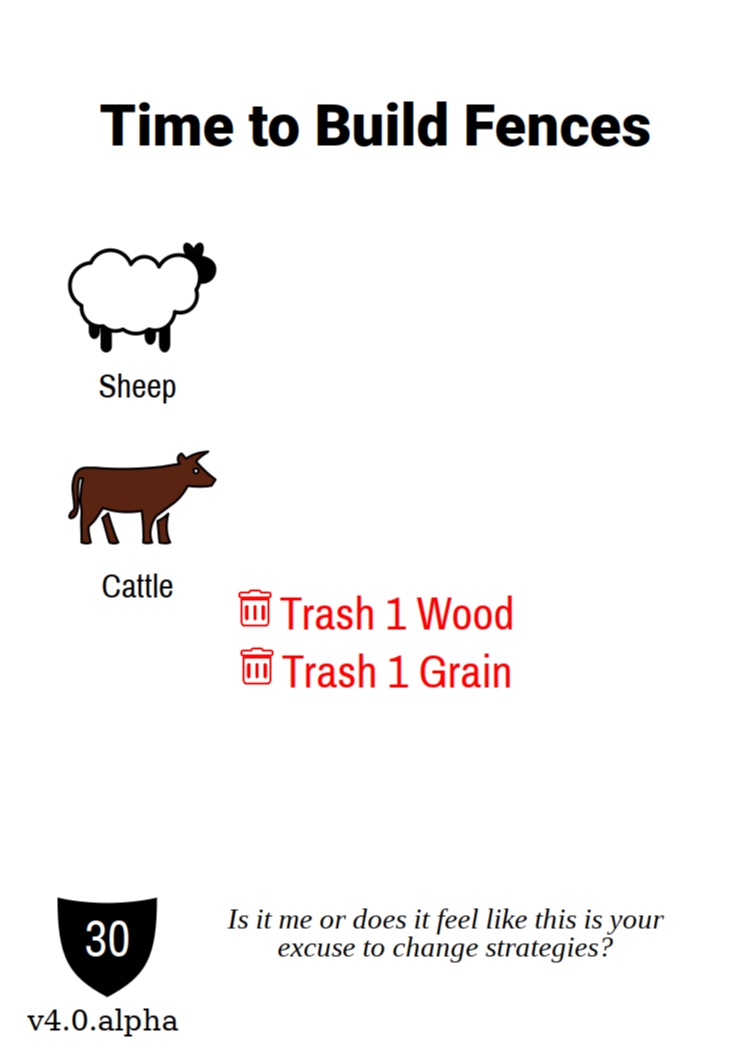 Time to Build Fences
Sheep
Cattle
Trash 1 Wood
Trash 1 Grain
30
Is it me or does it feel like this is your
excuse to change strategies?
v4.0.alpha